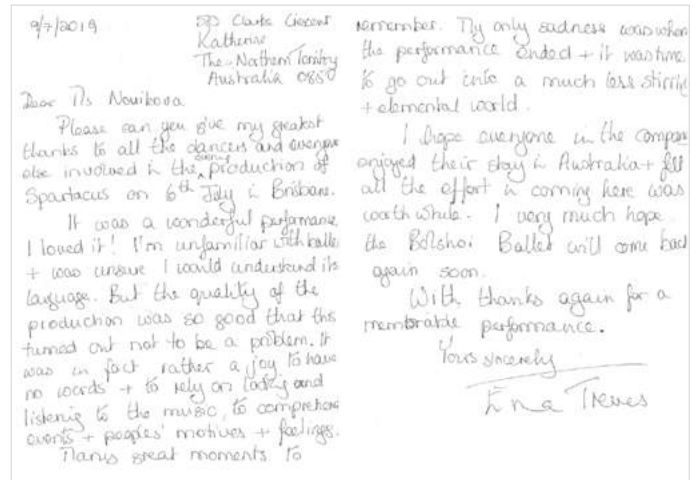 9/7/2019
Clarke Crescent
Katherine
The Northern Territory
Australia 0850
Dear Ms Novikova
Please can you give my greatest
thanks to all the dancers and everyone
else involved in the evening production of
Spartacus on 6th July in Brisbane.
It was a wonderful performance
I loved it! I'm unfamiliar with ballet
+ was unsure I would understand its
language. But the quality of the
production was so good that this
turned out not to be a problem. It
was in fact rather a joy to have
no words + to rely on looking and
listening to the music, to comprehend
events + peoples' motives + feelings.
Many great moments to
remember. My only sadness was when
the performance ended + it was time
to go out into a much less stirring
+ elemental world.
I hope everyone in the company
enjoyed their stay in Australia + felt
all the effort in coming here was
worthwhile. I very much hope
the Bolshoi Ballet will come back
again soon.
With thanks again for a
memorable performance.
Yours sincerely
Ena